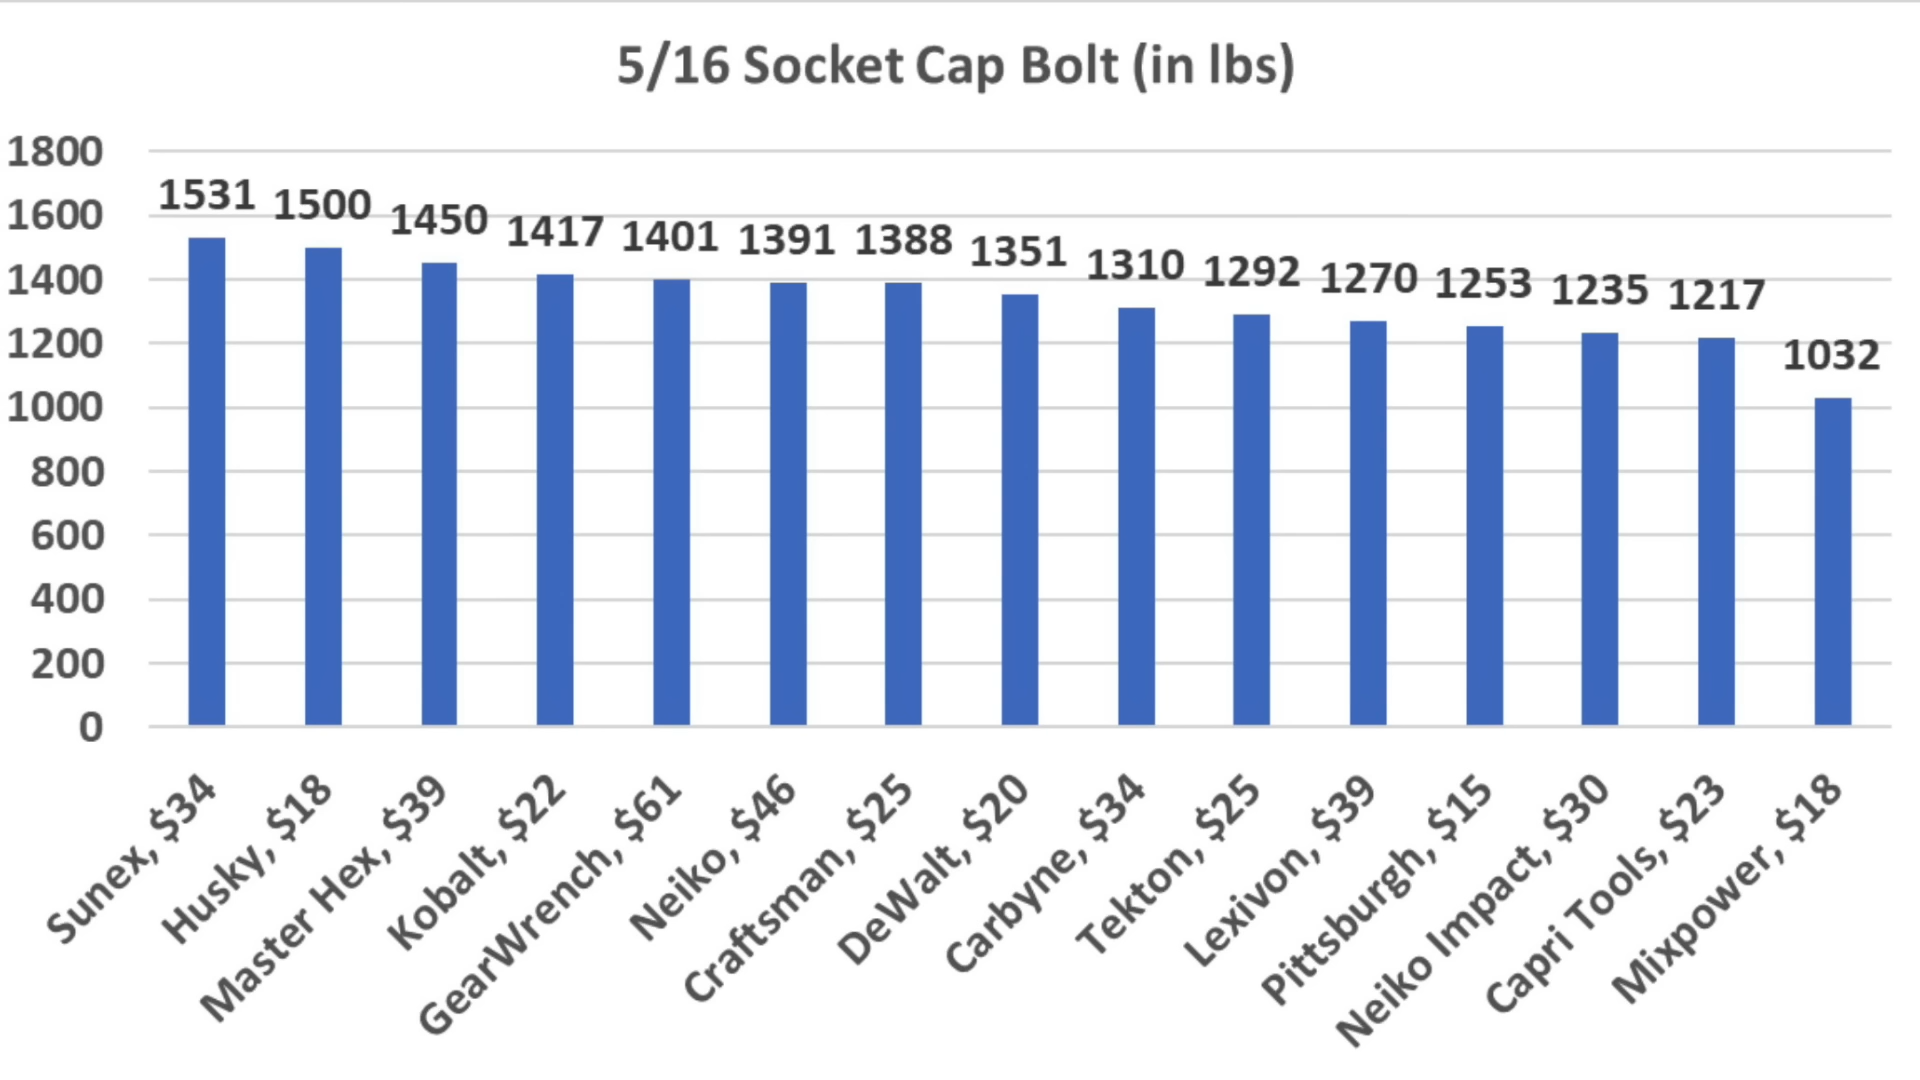 5/16 Socket Cap Bolt (in lbs)
1800
1600
1400
1200
1000
800
600
400
200
0
1531
1500
1450
1417
1401
1391
1388
1351
1310
1292
1270
1253
1235
1217
1032
Sunex, $34
Husky, $18
Master Hex, $39
Kobalt, $22
GearWrench, $61
Neiko, $46
Craftsman, $25
DeWalt, $20
Carbyne, $34
Tekton, $25
Lexivon, $39
Pittsburgh, $15
Neiko Impact, $30
Capri Tools, $23
Mixpower, $18